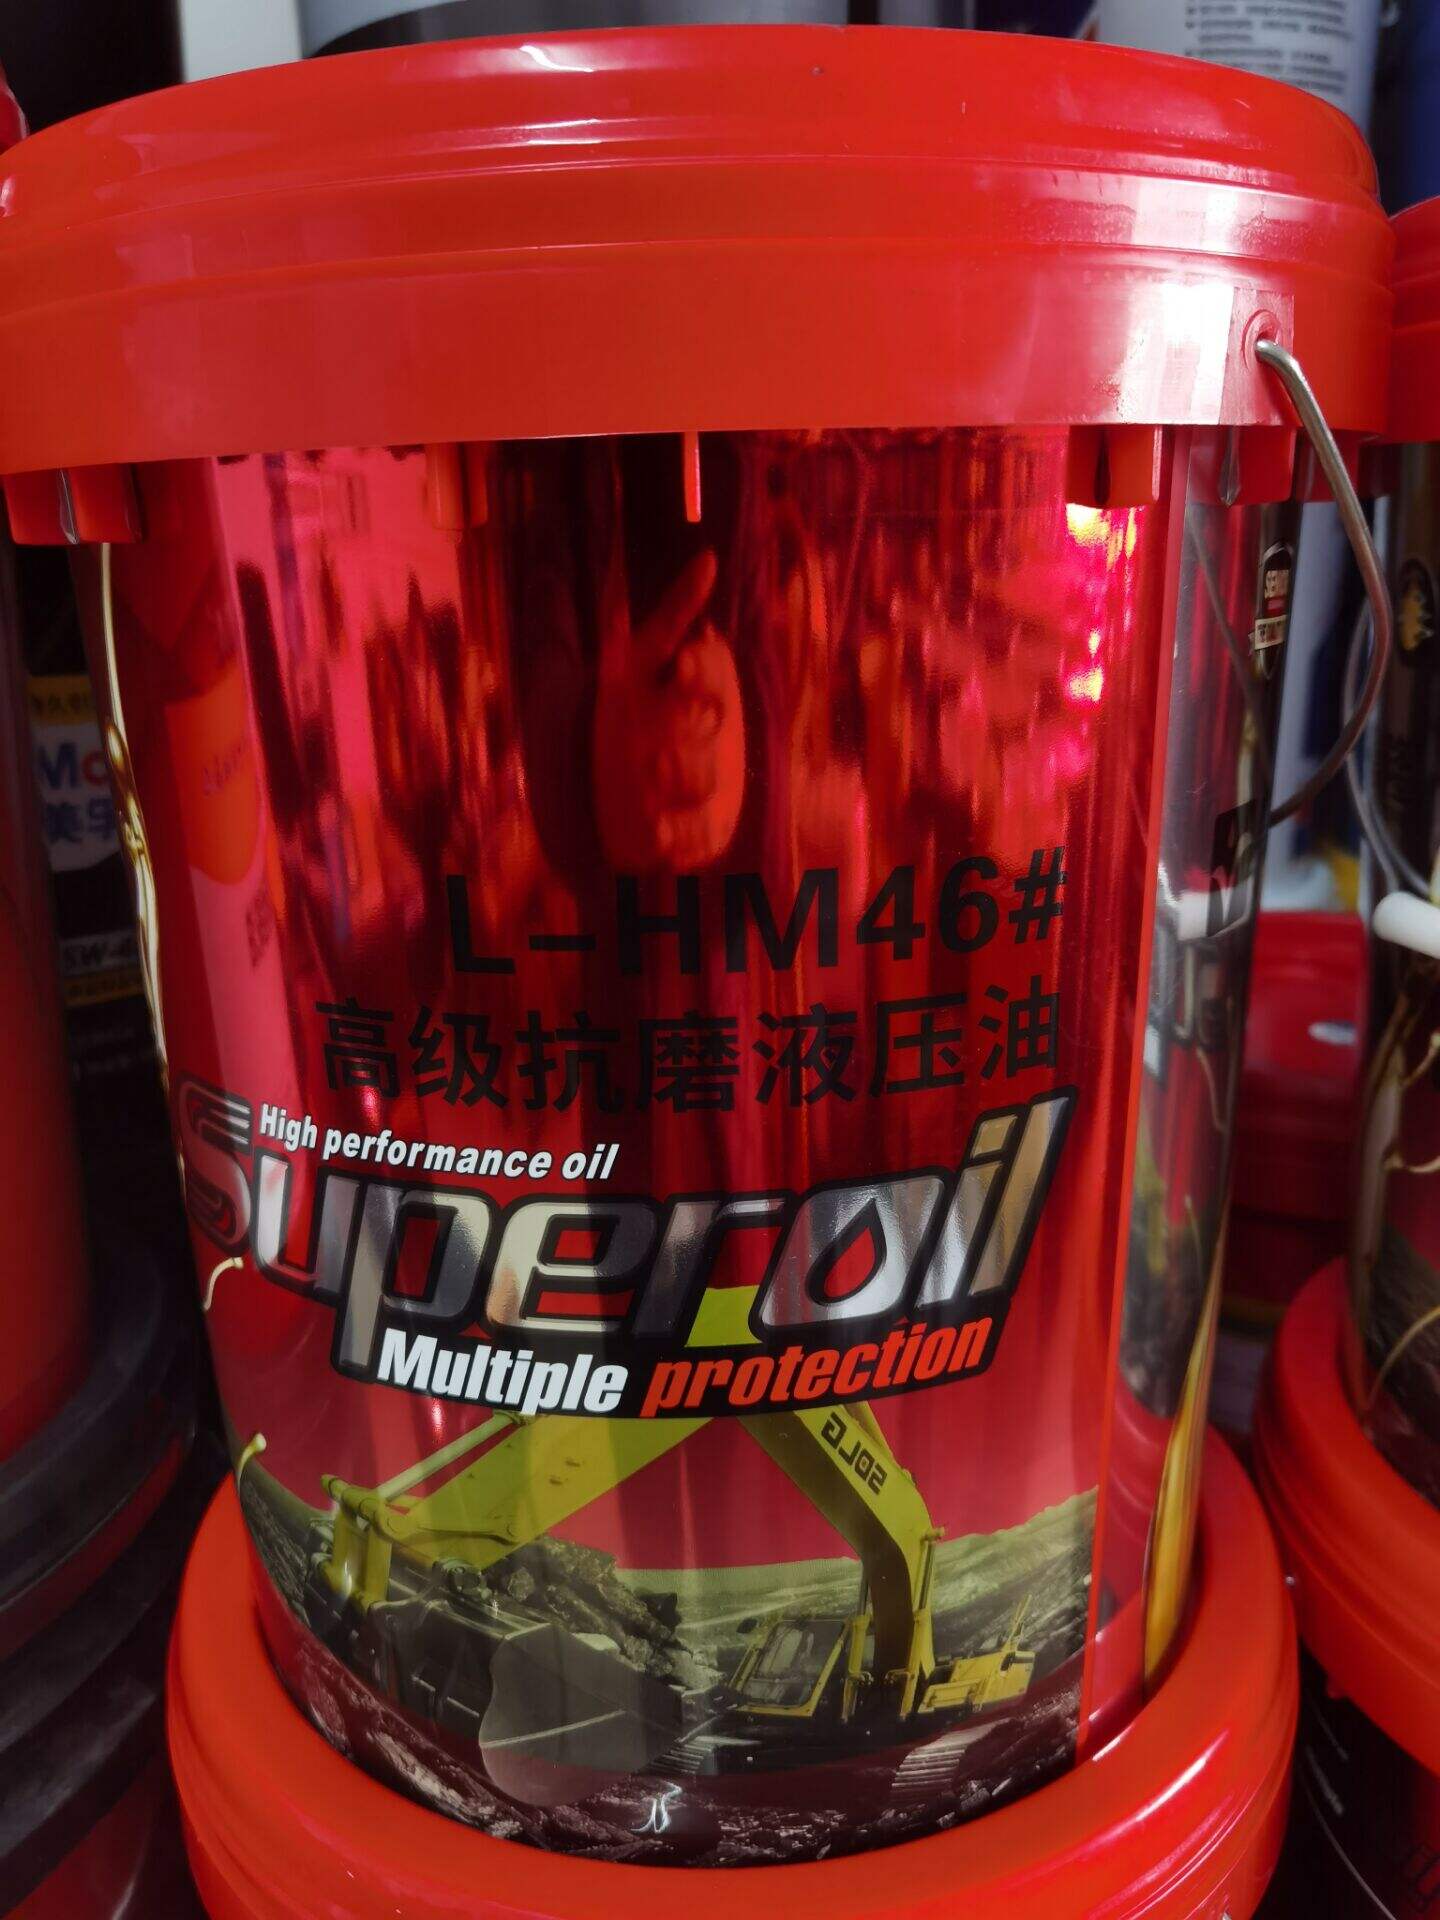 L-HM46#
高级抗磨液压油
High performance oil
Superoil
Multiple protection
SDLG